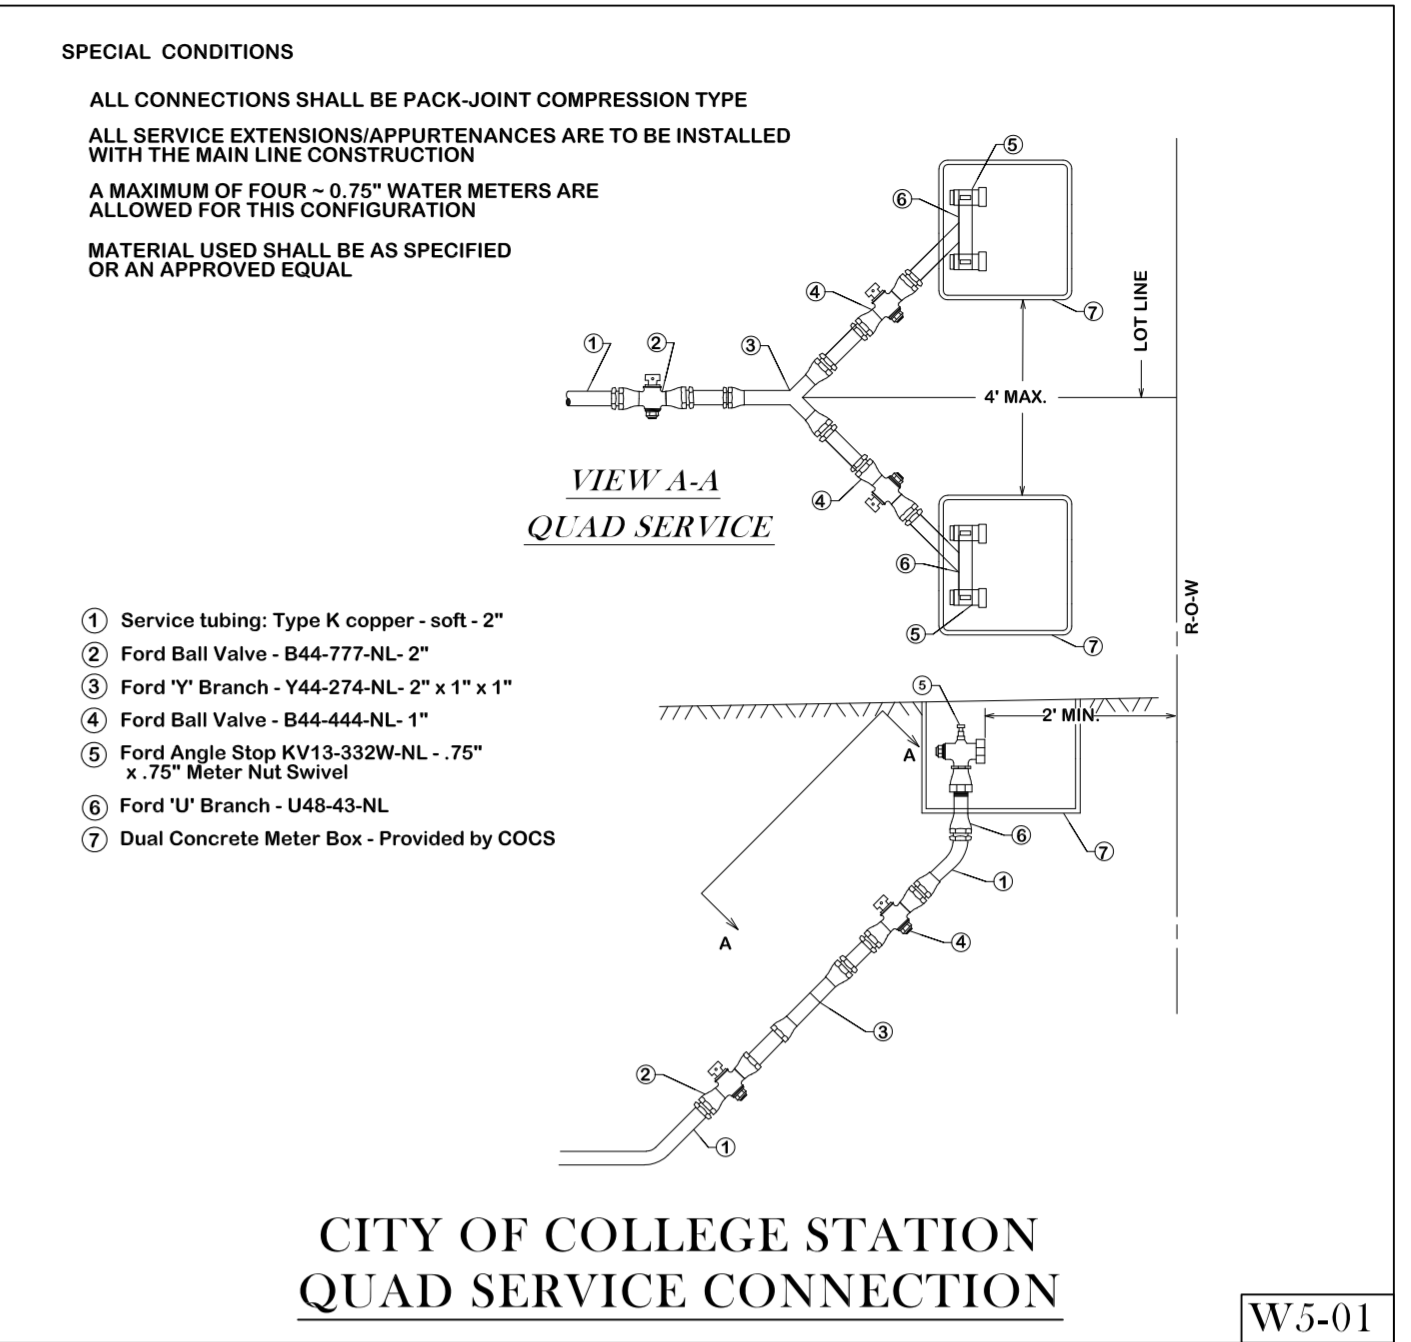 SPECIAL CONDITIONS
ALL CONNECTIONS SHALL BE PACK-JOINT COMPRESSION TYPE
ALL SERVICE EXTENSIONS/APPURTENANCES ARE TO BE INSTALLED
WITH THE MAIN LINE CONSTRUCTION
A MAXIMUM OF FOUR ~ 0.75" WATER METERS ARE
ALLOWED FOR THIS CONFIGURATION
MATERIAL USED SHALL BE AS SPECIFIED
OR AN APPROVED EQUAL
5
6
4
7
LOT LINE
1
2
3
4' MAX.
VIEW A-A
QUAD SERVICE
4
6
5
7
R-O-W
1 Service tubing: Type K copper - soft - 2"
2 Ford Ball Valve - B44-777-NL- 2"
3 Ford 'Y' Branch - Y44-274-NL- 2" x 1" x 1"
4 Ford Ball Valve - B44-444-NL- 1"
5 Ford Angle Stop KV13-332W-NL - .75"
x .75" Meter Nut Swivel
6 Ford 'U' Branch - U48-43-NL
7 Dual Concrete Meter Box - Provided by COCS
5
2' MIN.
A
6
7
1
A
4
3
2
1
CITY OF COLLEGE STATION
QUAD SERVICE CONNECTION
W5-01